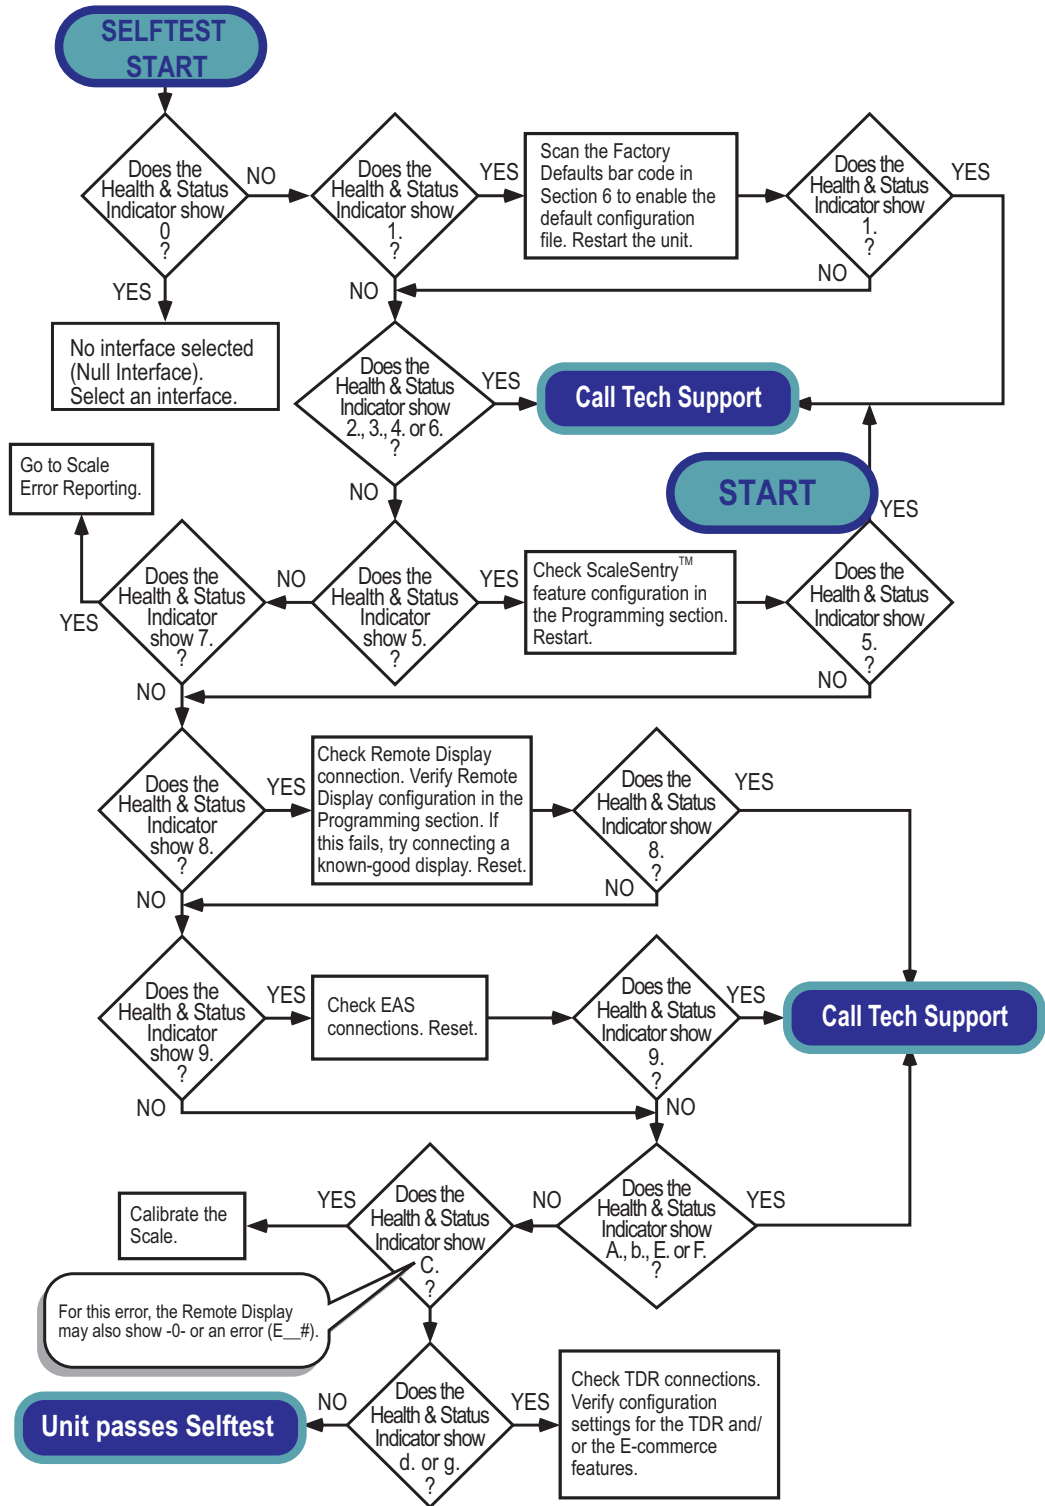 SELFTEST
START
Does the
Health & Status
Indicator show
0
?
NO
YES
No interface selected
(Null Interface).
Select an interface.
Does the
Health & Status
Indicator show
1.
?
YES
NO
Scan the Factory
Defaults bar code in
Section 6 to enable the
default configuration
file. Restart the unit.
Does the
Health & Status
Indicator show
1.
?
YES
NO
Does the
Health & Status
Indicator show
2., 3., 4. or 6.
?
YES
NO
Call Tech Support
START
Go to Scale
Error Reporting.
Does the
Health & Status
Indicator
show 7.
?
YES
NO
NO
Does the
Health & Status
Indicator
show 5.
?
YES
Check ScaleSentry™
feature configuration in
the Programming section.
Restart.
Does the
Health & Status
Indicator show
5.
?
YES
NO
Does the
Health & Status
Indicator
show 8.
?
YES
NO
Check Remote Display
connection. Verify Remote
Display configuration in the
Programming section. If
this fails, try connecting a
known-good display. Reset.
Does the
Health & Status
Indicator show
8.
?
YES
NO
Does the
Health & Status
Indicator
show 9.
?
YES
NO
Check EAS
connections. Reset.
Does the
Health & Status
Indicator show
9.
?
YES
NO
Call Tech Support
Does the
Health & Status
Indicator show
A., b., E. or F.
?
YES
NO
Does the
Health & Status
Indicator show
C.
?
YES
Calibrate the
Scale.
For this error, the Remote Display
may also show -0- or an error (E__#).
Does the
Health & Status
Indicator show
d. or g.
?
NO
YES
Unit passes Selftest
Check TDR connections.
Verify configuration
settings for the TDR and/
or the E-commerce
features.